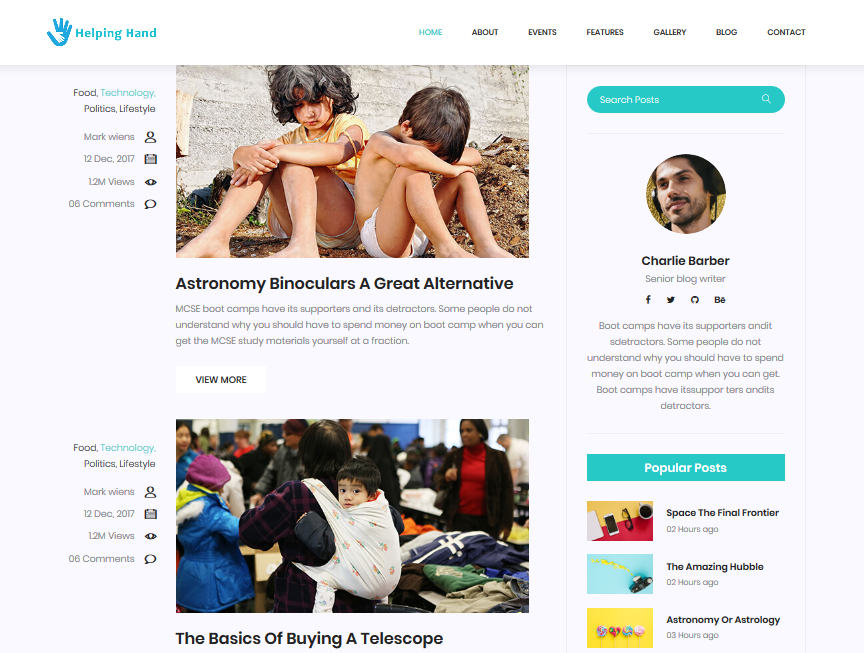 Helping Hand
HOME
ABOUT
EVENTS
FEATURES
GALLERY
BLOG
CONTACT
Food, Technology,
Politics, Lifestyle
Mark wiens
12 Dec, 2017
1.2M Views
06 Comments
Astronomy Binoculars A Great Alternative
MCSE boot camps have its supporters and its detractors. Some people do not
understand why you should have to spend money on boot camp when you can
get the MCSE study materials yourself at a fraction.
VIEW MORE
Food, Technology,
Politics, Lifestyle
Mark wiens
12 Dec, 2017
1.2M Views
06 Comments
The Basics Of Buying A Telescope
Search Posts
Charlie Barber
Senior blog writer
Boot camps have its supporters andit
sdetractors. Some people do not
understand why you should have to spend
money on boot camp when you can get.
Boot camps have itssuppor ters andits
detractors.
Popular Posts
Space The Final Frontier
02 Hours ago
The Amazing Hubble
02 Hours ago
Astronomy Or Astrology
03 Hours ago